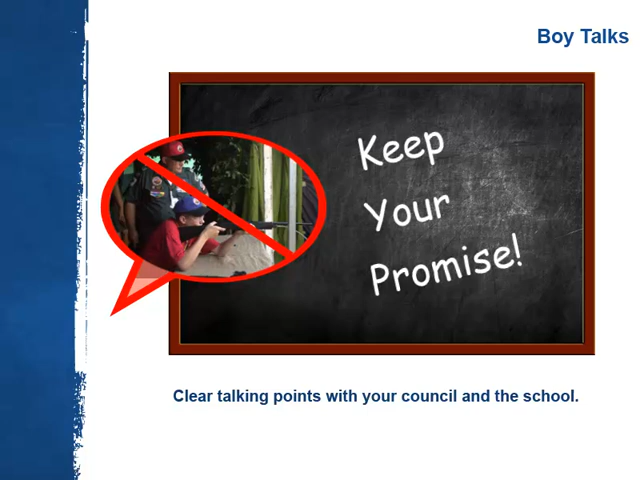 Boy Talks
Keep
Your
Promise!
Clear talking points with your council and the school.